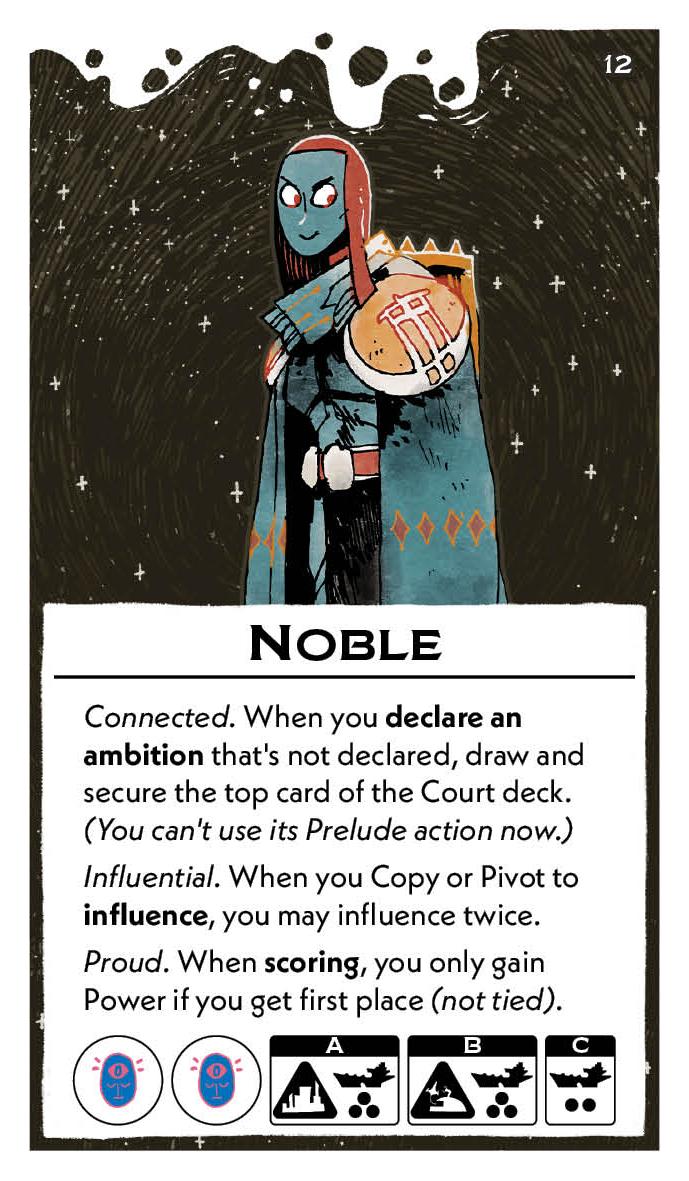 12
Noble
Connected. When you declare an
ambition that's not declared, draw and
secure the top card of the Court deck.
(You can't use its Prelude action now.)
Influential. When you Copy or Pivot to
influence, you may influence twice.
Proud. When scoring, you only gain
Power if you get first place (not tied).
A B C